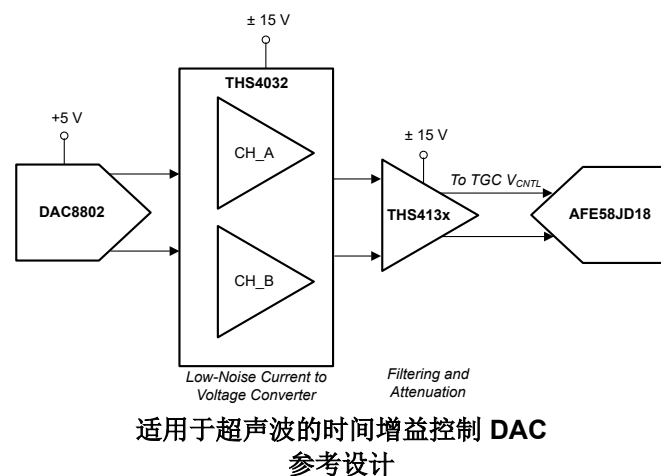 ± 15 V
THS4032
+5 V
CH_A
± 15 V
To TGC VCNTL
DAC8802
THS413x
AFE58JD18
CH_B
Low-Noise Current to
Voltage Converter
Filtering and
Attenuation
适用于超声波的时间增益控制 DAC
参考设计